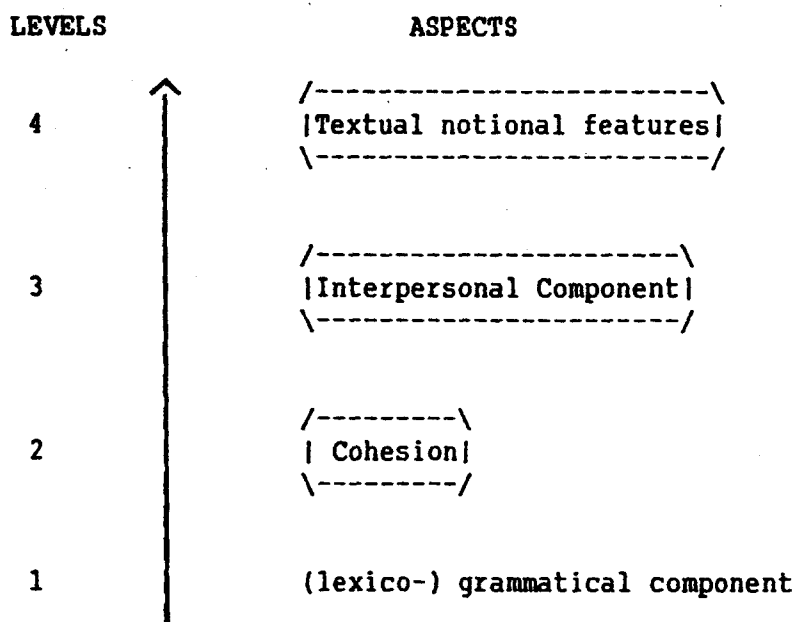 LEVELS ASPECTS
/-------------------------\
4 |Textual notional features|
\-------------------------/
/-----------------------\
3 |Interpersonal Component|
\-----------------------/
/---------\
2 | Cohesion|
\---------/
1 (lexico-) grammatical component